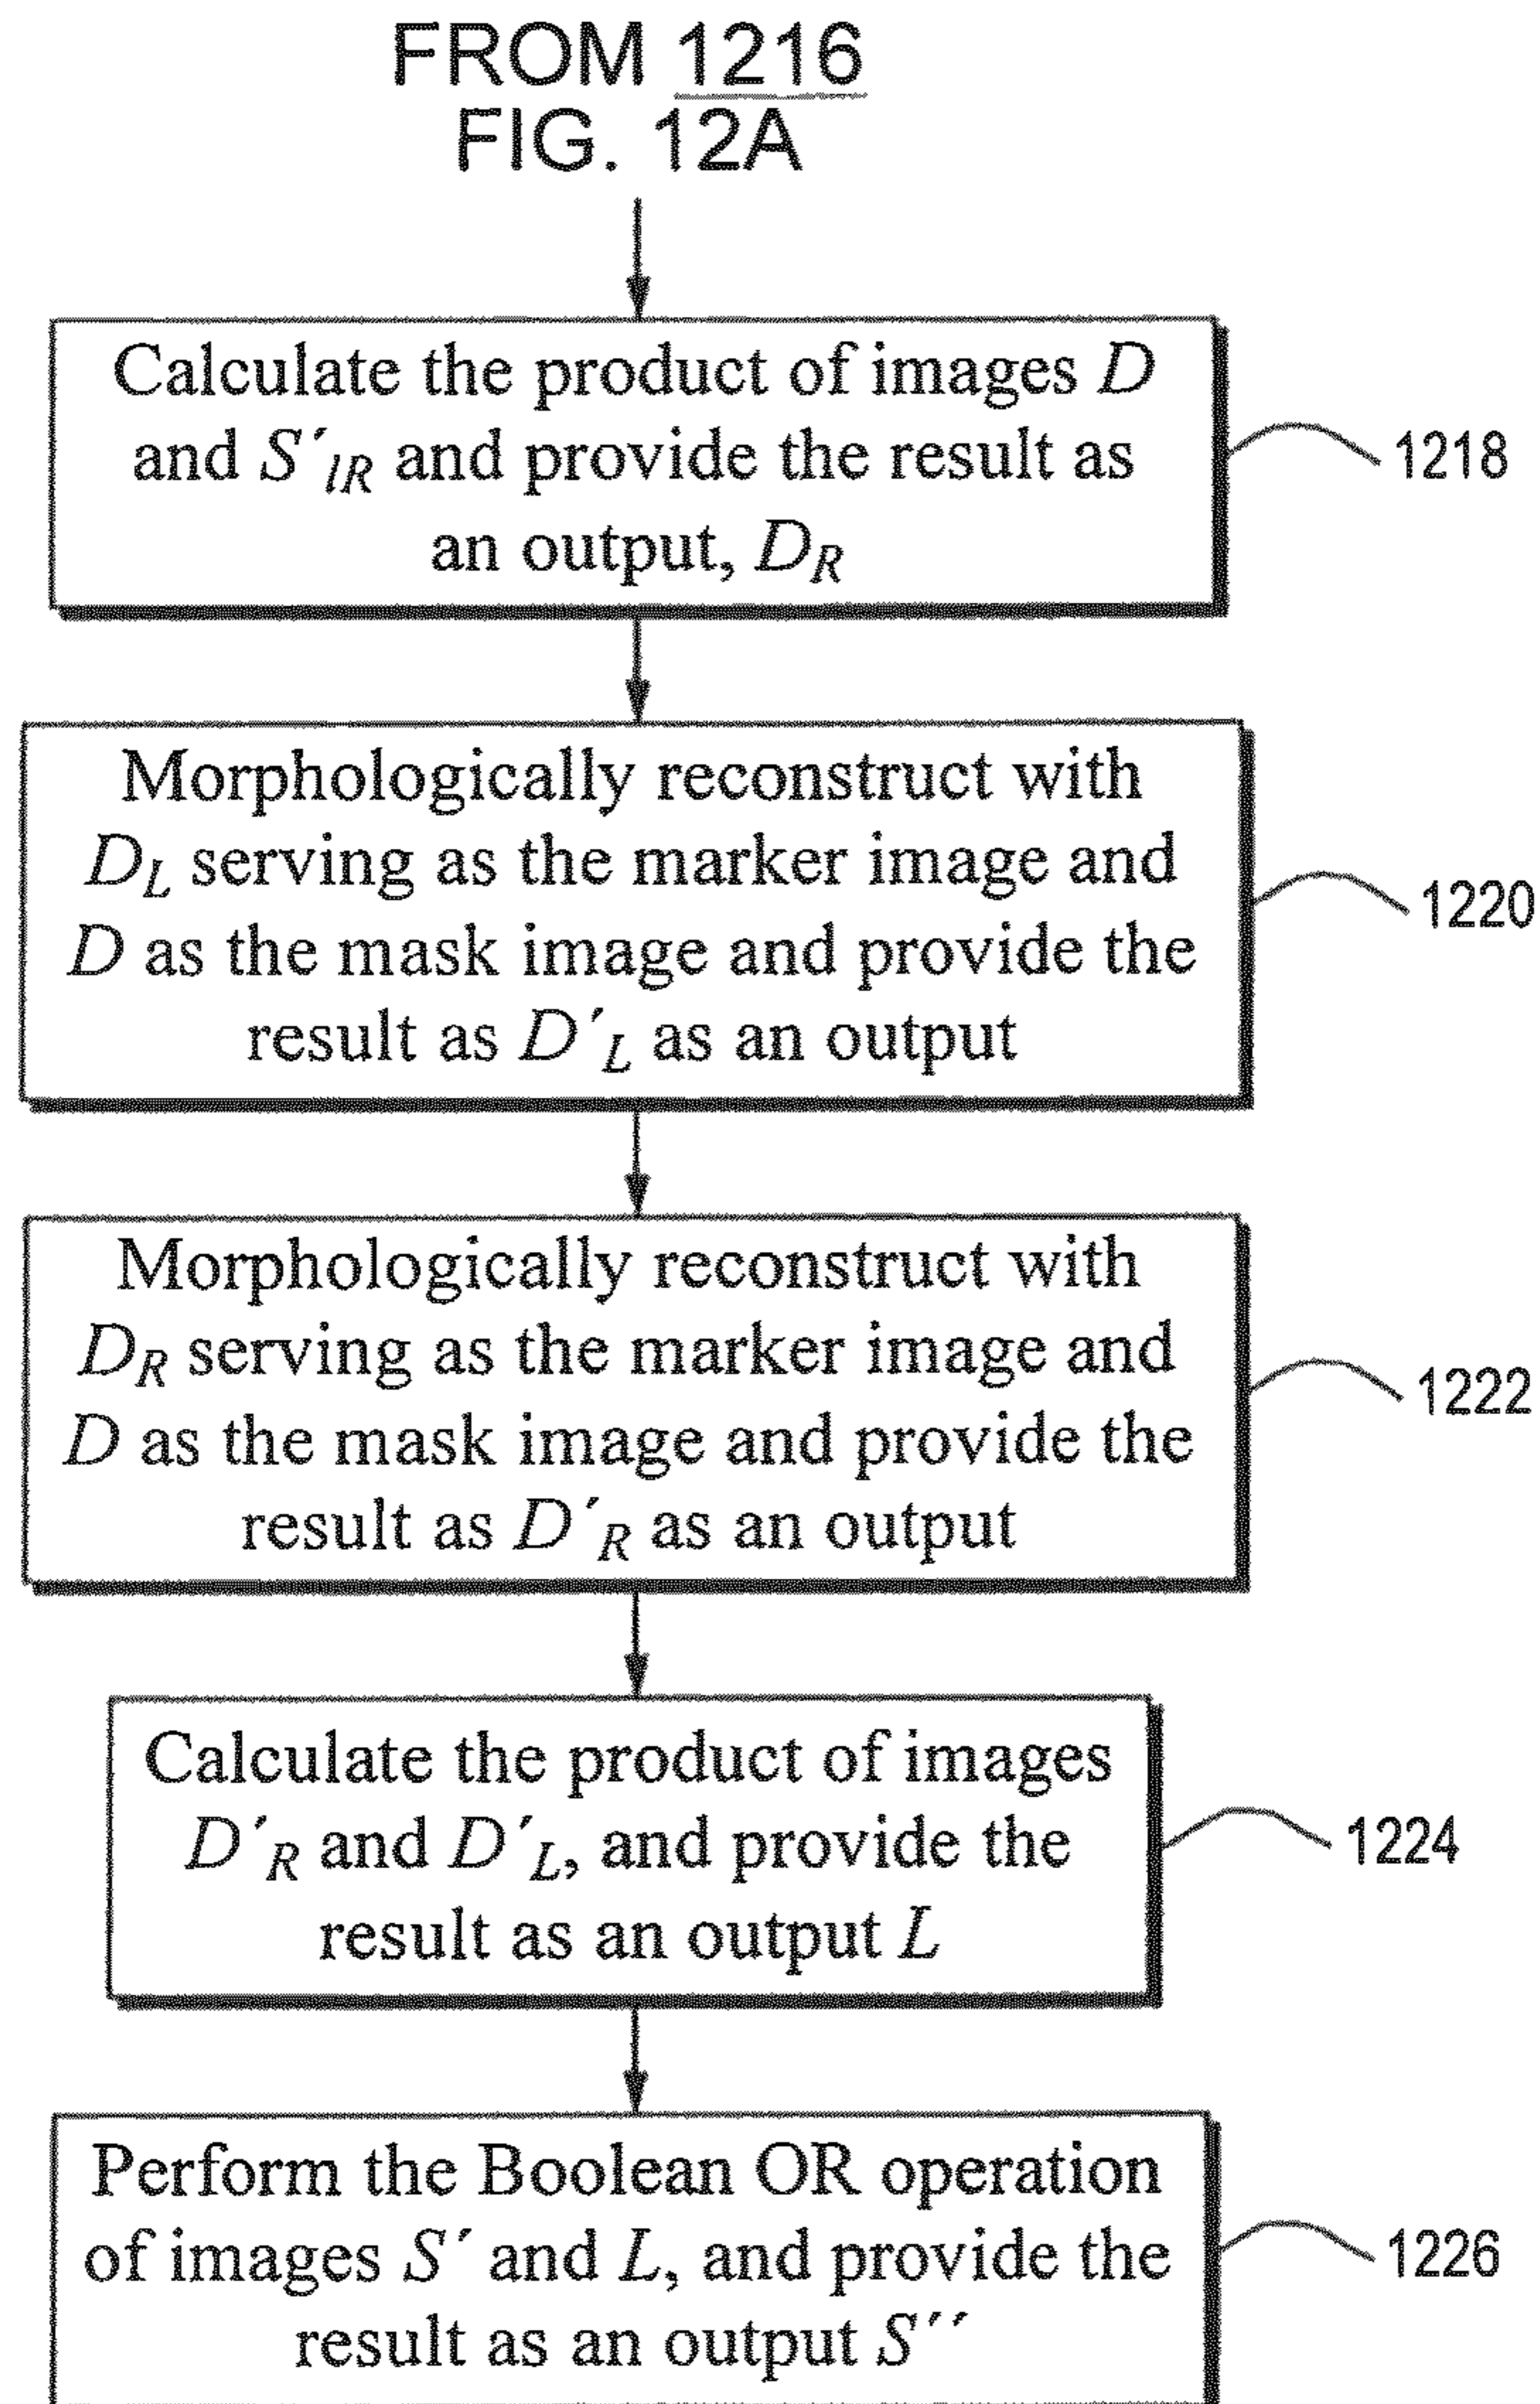 FROM 1216
FIG. 12A
Calculate the product of images D
and S′IR and provide the result as
an output, DR
1218
Morphologically reconstruct with
DL serving as the marker image and
D as the mask image and provide the
result as D′L as an output
1220
Morphologically reconstruct with
DR serving as the marker image and
D as the mask image and provide the
result as D′R as an output
1222
Calculate the product of images
D′R and D′L, and provide the
result as an output L
1224
Perform the Boolean OR operation
of images S′ and L, and provide the
result as an output S′′
1226